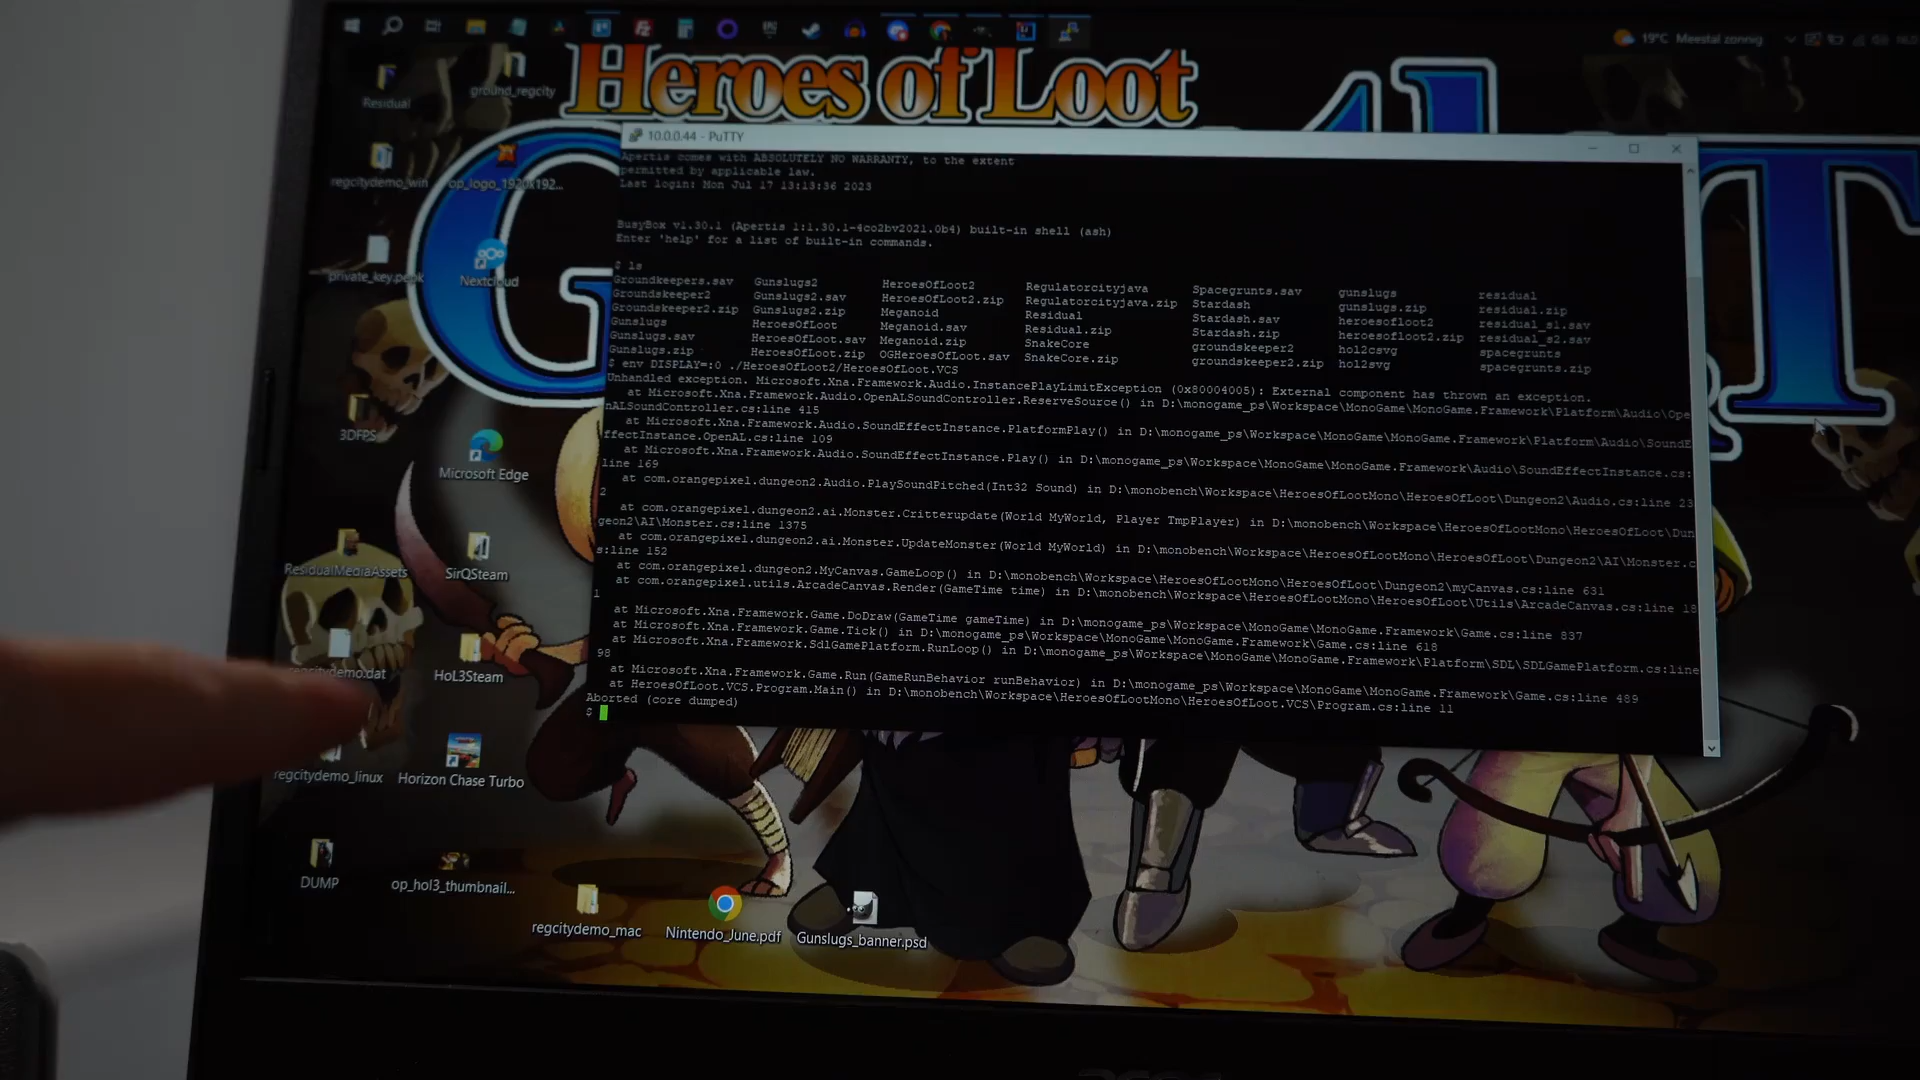 19°C Meestal zonnig
Heroes of Loot
Residual
ground_regcity
regcitydemo_win
op_logo_1920x192...
private_key.pepk
Nextcloud
3DFPS
Microsoft Edge
ResidualMediaAssets
SirQSteam
regcitydemo.dat
HoL3Steam
regcitydemo_linux
Horizon Chase Turbo
DUMP
op_hol3_thumbnail...
regcitydemo_mac
Nintendo_June.pdf
Gunslugs_banner.psd
10.0.0.44 - PuTTY
Apertis comes with ABSOLUTELY NO WARRANTY, to the extent
permitted by applicable law.
Last login: Mon Jul 17 13:13:36 2023
BusyBox v1.30.1 (Apertis 1:1.30.1-4co2bv2021.0b4) built-in shell (ash)
Enter 'help' for a list of built-in commands.
$ ls
Groundkeepers.sav Gunslugs2 HeroesOfLoot2 Regulatorcityjava Spacegrunts.sav gunslugs residual
Groundskeeper2 Gunslugs2.sav HeroesOfLoot2.zip Regulatorcityjava.zip Stardash gunslugs.zip residual.zip
Groundskeeper2.zip Gunslugs2.zip Meganoid Residual Stardash.sav heroesofloot2 residual_s1.sav
Gunslugs HeroesOfLoot Meganoid.sav Residual.zip Stardash.zip heroesofloot2.zip residual_s2.sav
Gunslugs.sav HeroesOfLoot.sav Meganoid.zip SnakeCore groundskeeper2 hol2csvg spacegrunts
Gunslugs.zip HeroesOfLoot.zip OGHeroesOfLoot.sav SnakeCore.zip groundskeeper2.zip hol2svg spacegrunts.zip
$ env DISPLAY=:0 ./HeroesOfLoot2/HeroesOfLoot.VCS
Unhandled exception. Microsoft.Xna.Framework.Audio.InstancePlayLimitException (0x80004005): External component has thrown an exception.
at Microsoft.Xna.Framework.Audio.OpenALSoundController.ReserveSource() in D:\monogame_ps\Workspace\MonoGame\MonoGame.Framework\Platform\Audio\Ope
nALSoundController.cs:line 415
at Microsoft.Xna.Framework.Audio.SoundEffectInstance.PlatformPlay() in D:\monogame_ps\Workspace\MonoGame\MonoGame.Framework\Platform\Audio\SoundE
ffectInstance.OpenAL.cs:line 109
at Microsoft.Xna.Framework.Audio.SoundEffectInstance.Play() in D:\monogame_ps\Workspace\MonoGame\MonoGame.Framework\Audio\SoundEffectInstance.cs:
line 169
at com.orangepixel.dungeon2.Audio.PlaySoundPitched(Int32 Sound) in D:\monobench\Workspace\HeroesOfLootMono\HeroesOfLoot\Dungeon2\Audio.cs:line 23
2
at com.orangepixel.dungeon2.ai.Monster.Critterupdate(World MyWorld, Player TmpPlayer) in D:\monobench\Workspace\HeroesOfLootMono\HeroesOfLoot\Dun
geon2\AI\Monster.cs:line 1375
at com.orangepixel.dungeon2.ai.Monster.UpdateMonster(World MyWorld) in D:\monobench\Workspace\HeroesOfLootMono\HeroesOfLoot\Dungeon2\AI\Monster.c
s:line 152
at com.orangepixel.dungeon2.MyCanvas.GameLoop() in D:\monobench\Workspace\HeroesOfLootMono\HeroesOfLoot\Dungeon2\myCanvas.cs:line 631
at com.orangepixel.utils.ArcadeCanvas.Render(GameTime time) in D:\monobench\Workspace\HeroesOfLootMono\HeroesOfLoot\Utils\ArcadeCanvas.cs:line 18
1
at Microsoft.Xna.Framework.Game.DoDraw(GameTime gameTime) in D:\monogame_ps\Workspace\MonoGame\MonoGame.Framework\Game.cs:line 837
at Microsoft.Xna.Framework.Game.Tick() in D:\monogame_ps\Workspace\MonoGame\MonoGame.Framework\Game.cs:line 618
at Microsoft.Xna.Framework.SdlGamePlatform.RunLoop() in D:\monogame_ps\Workspace\MonoGame\MonoGame.Framework\Platform\SDL\SDLGamePlatform.cs:line
98
at Microsoft.Xna.Framework.Game.Run(GameRunBehavior runBehavior) in D:\monogame_ps\Workspace\MonoGame\MonoGame.Framework\Game.cs:line 489
at HeroesOfLoot.VCS.Program.Main() in D:\monobench\Workspace\HeroesOfLootMono\HeroesOfLoot.VCS\Program.cs:line 11
Aborted (core dumped)
$